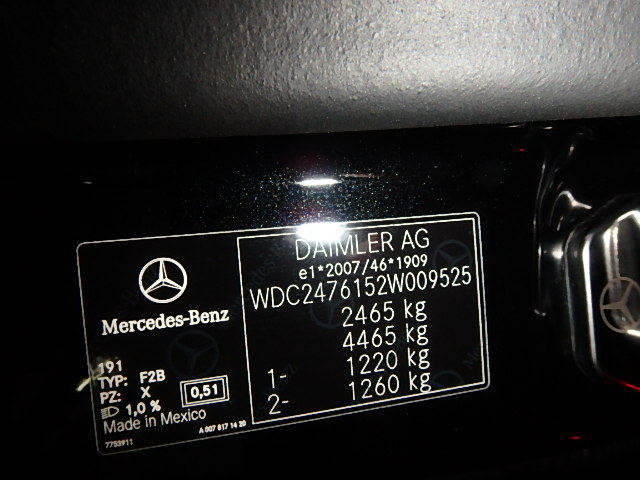 DAIMLER AG
e1*2007/46*1909
WDC2476152W009525
2465 kg
4465 kg
1- 1220 kg
2- 1260 kg
Mercedes-Benz
191
TYP: F2B
PZ: X
0,51
1,0 %
Made in Mexico
7753911
A 007 817 14 20